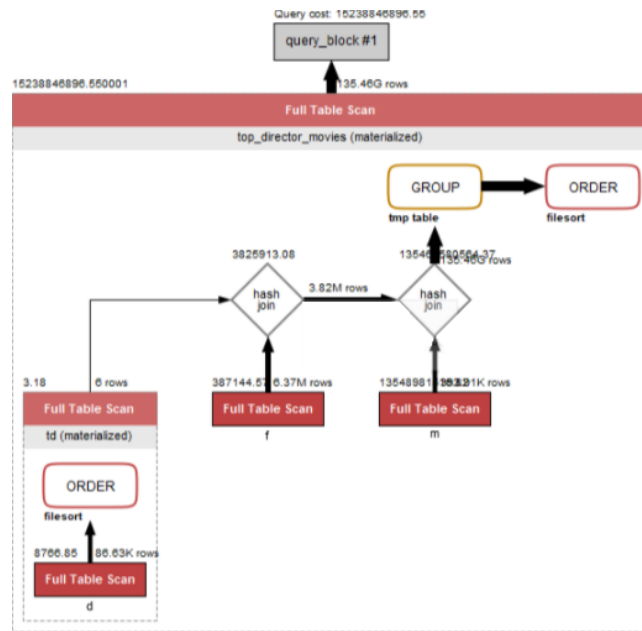 Query cost: 15238846896.55
query_block #1
15238846896.550001
135.46G rows
Full Table Scan
top_director_movies (materialized)
GROUP
ORDER
tmp table
filesort
3825913.08
135.46G rows
hash join
3.82M rows
hash join
3.18
6 rows
6.37M rows
Full Table Scan
Full Table Scan
Full Table Scan
td (materialized)
f
m
ORDER
filesort
8766.85
86.63K rows
Full Table Scan
d